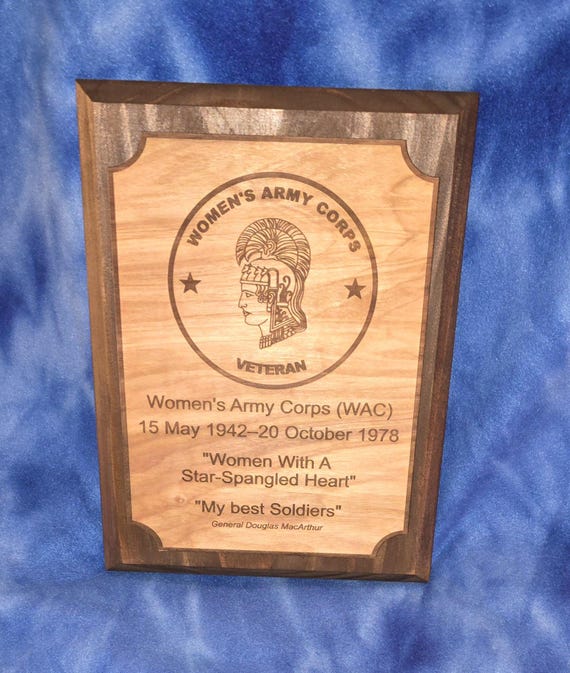 WOMEN'S ARMY CORPS
VETERAN
Women's Army Corps (WAC)
15 May 1942–20 October 1978
"Women With A
Star-Spangled Heart"
"My best Soldiers"
General Douglas MacArthur